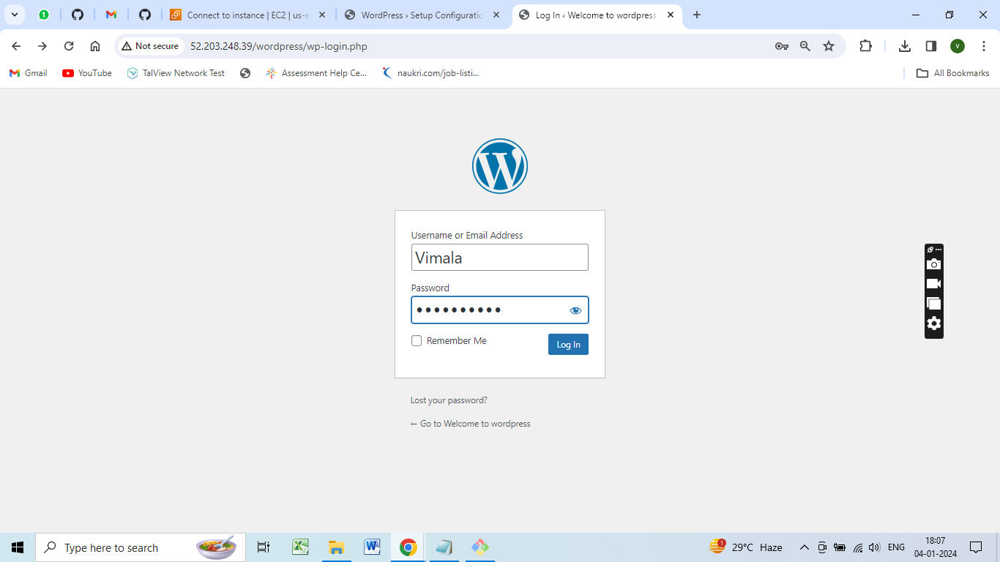 Connect to instance | EC2 | us-e
WordPress › Setup Configuratio
Log In ‹ Welcome to wordpress
Not secure
52.203.248.39/wordpress/wp-login.php
V
Gmail
YouTube
TalView Network Test
Assessment Help Ce...
naukri.com/job-listi...
All Bookmarks
Username or Email Address
Vimala
Password
Remember Me
Log In
Lost your password?
← Go to Welcome to wordpress
Type here to search
1
29°C Haze
ENG
18:07
04-01-2024